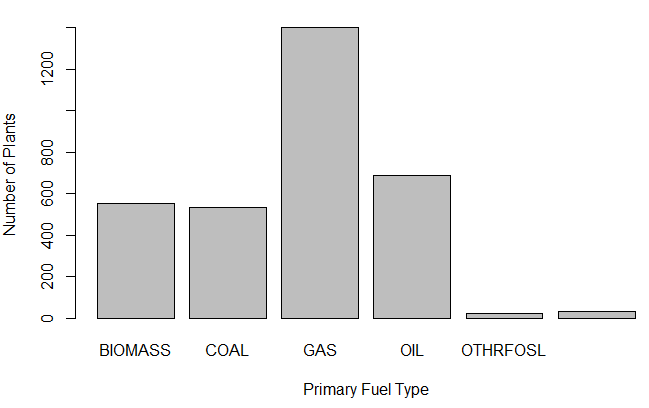 Number of Plants
1200
800
600
400
200
0
BIOMASS COAL GAS OIL OTHRFOSL
Primary Fuel Type